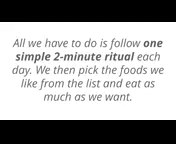 All we have to do is follow one
simple 2-minute ritual each
day. We then pick the foods we
like from the list and eat as
much as we want.